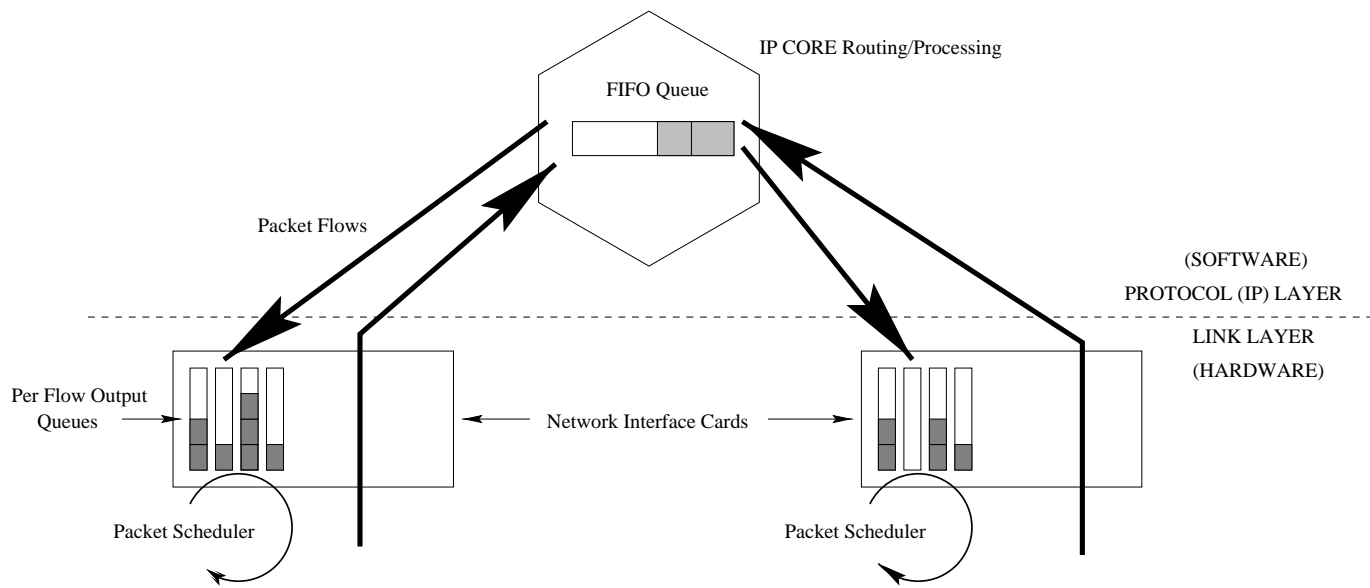 IP CORE Routing/Processing
FIFO Queue
Packet Flows
(SOFTWARE)
PROTOCOL (IP) LAYER
LINK LAYER
(HARDWARE)
Per Flow Output
Queues
Network Interface Cards
Packet Scheduler
Packet Scheduler